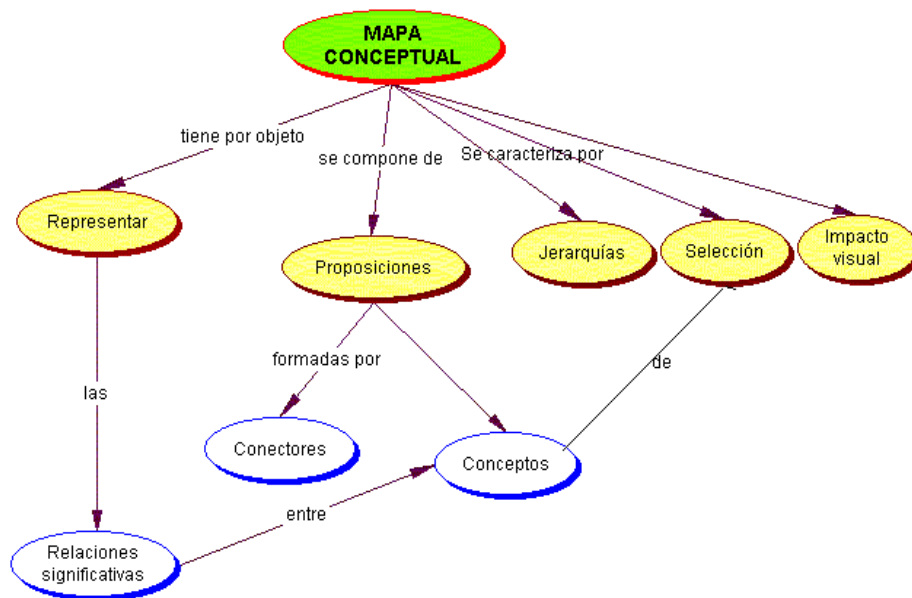 MAPA
CONCEPTUAL
tiene por objeto
se compone de
Se caracteriza por
Representar
Proposiciones
Jerarquías
Selección
Impacto
visual
formadas por
de
las
Conectores
Conceptos
entre
Relaciones
significativas